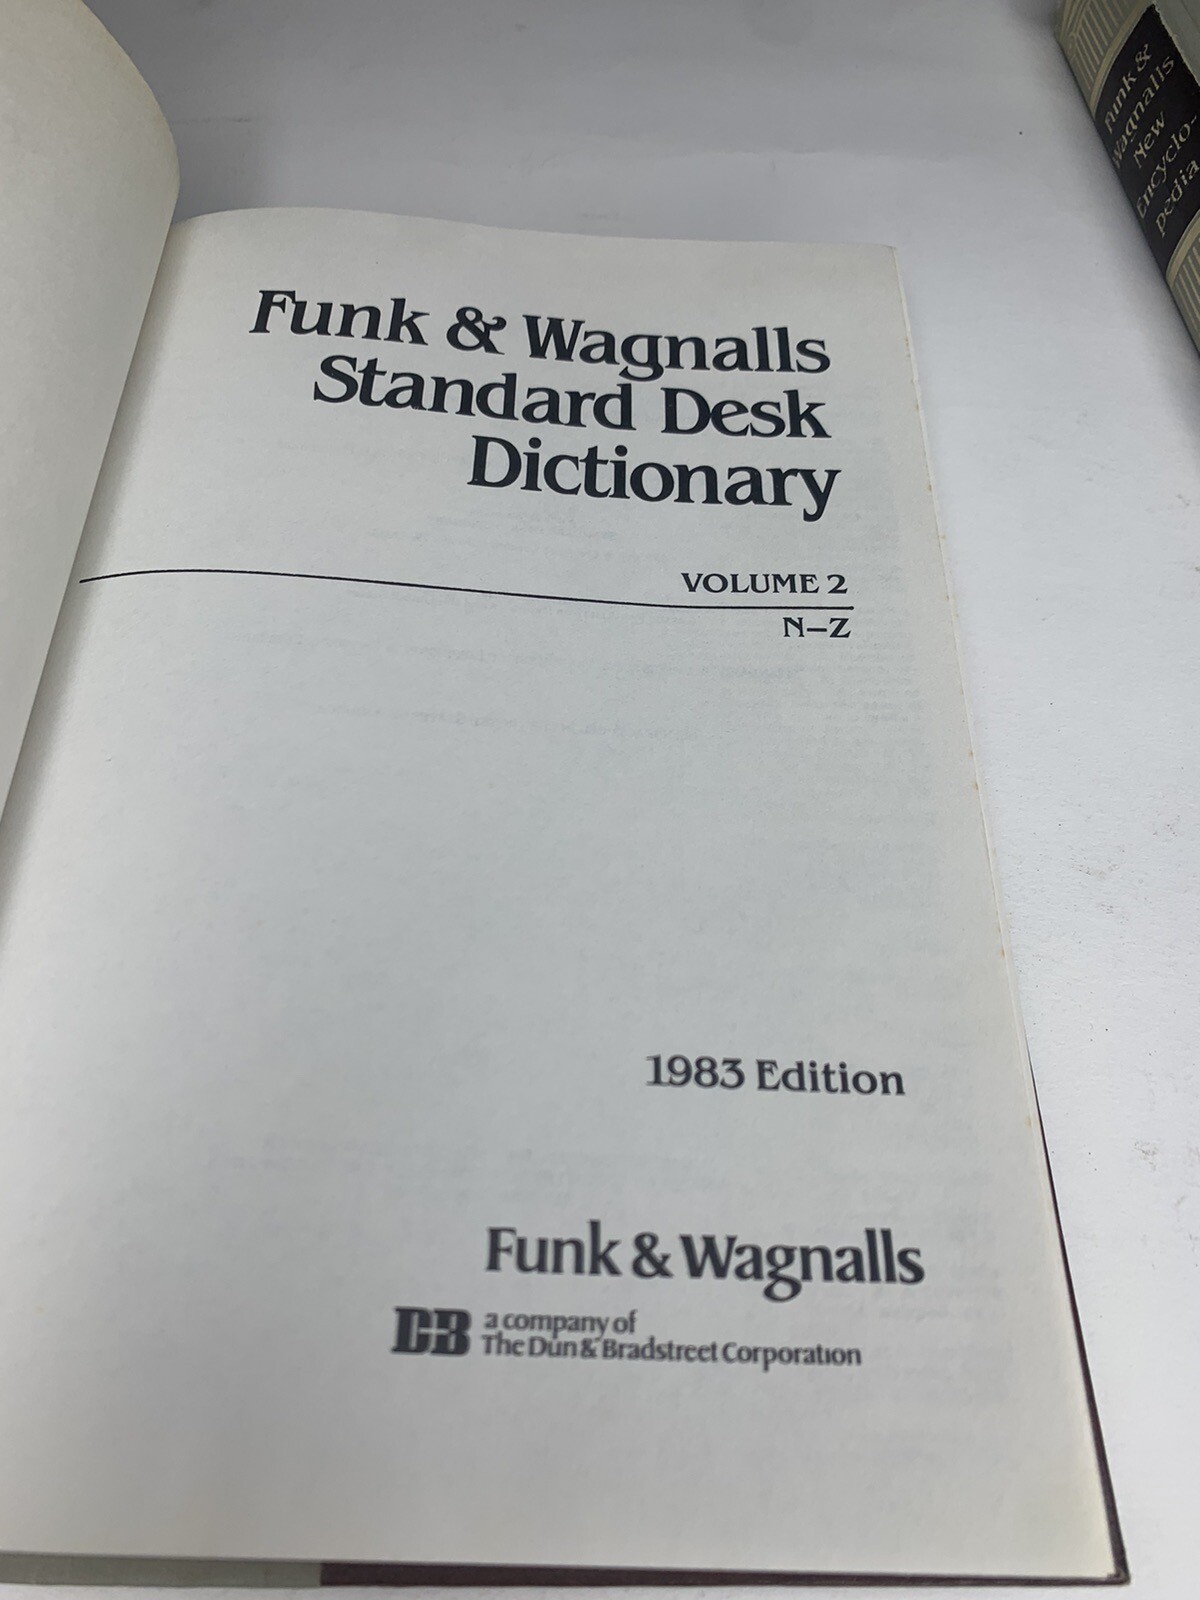 Funk & Wagnalls
Standard Desk
Dictionary
VOLUME 2
N–Z
1983 Edition
Funk & Wagnalls
DB a company of
The Dun & Bradstreet Corporation
Funk &
Wagnalls
New
Encyclo-
pedia